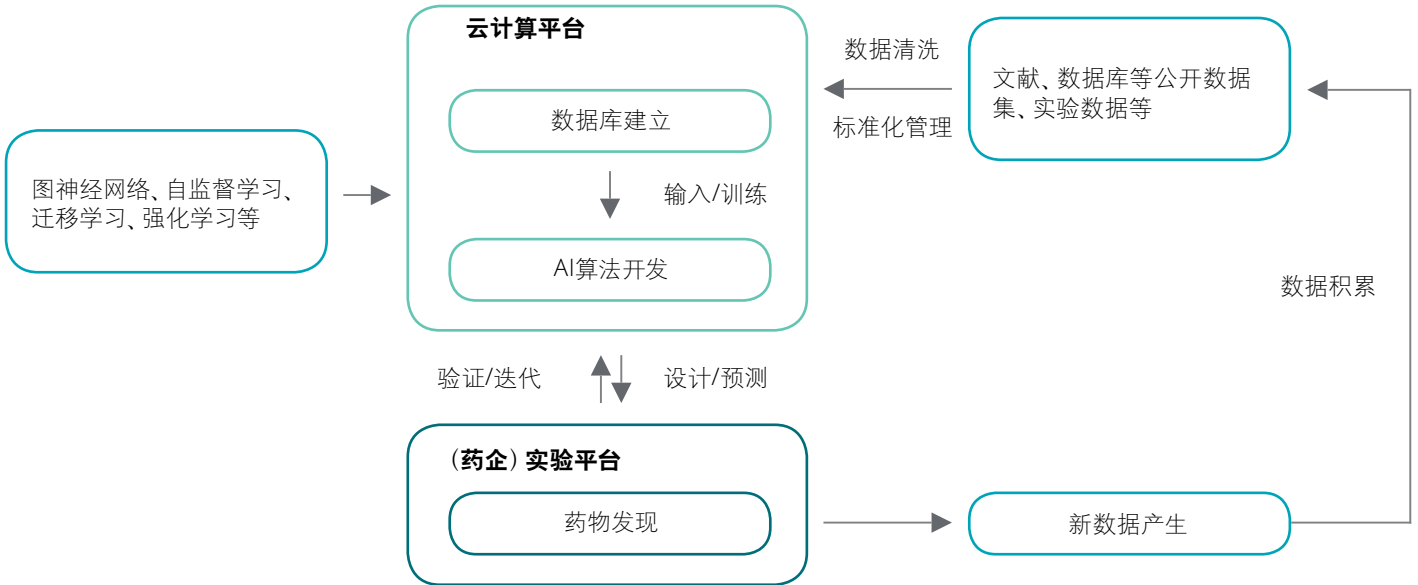 云计算平台
数据库建立
输入/训练
AI算法开发
图神经网络、自监督学习、
迁移学习、强化学习等
数据清洗
标准化管理
文献、数据库等公开数据
集、实验数据等
数据积累
验证/迭代
设计/预测
（药企）实验平台
药物发现
新数据产生